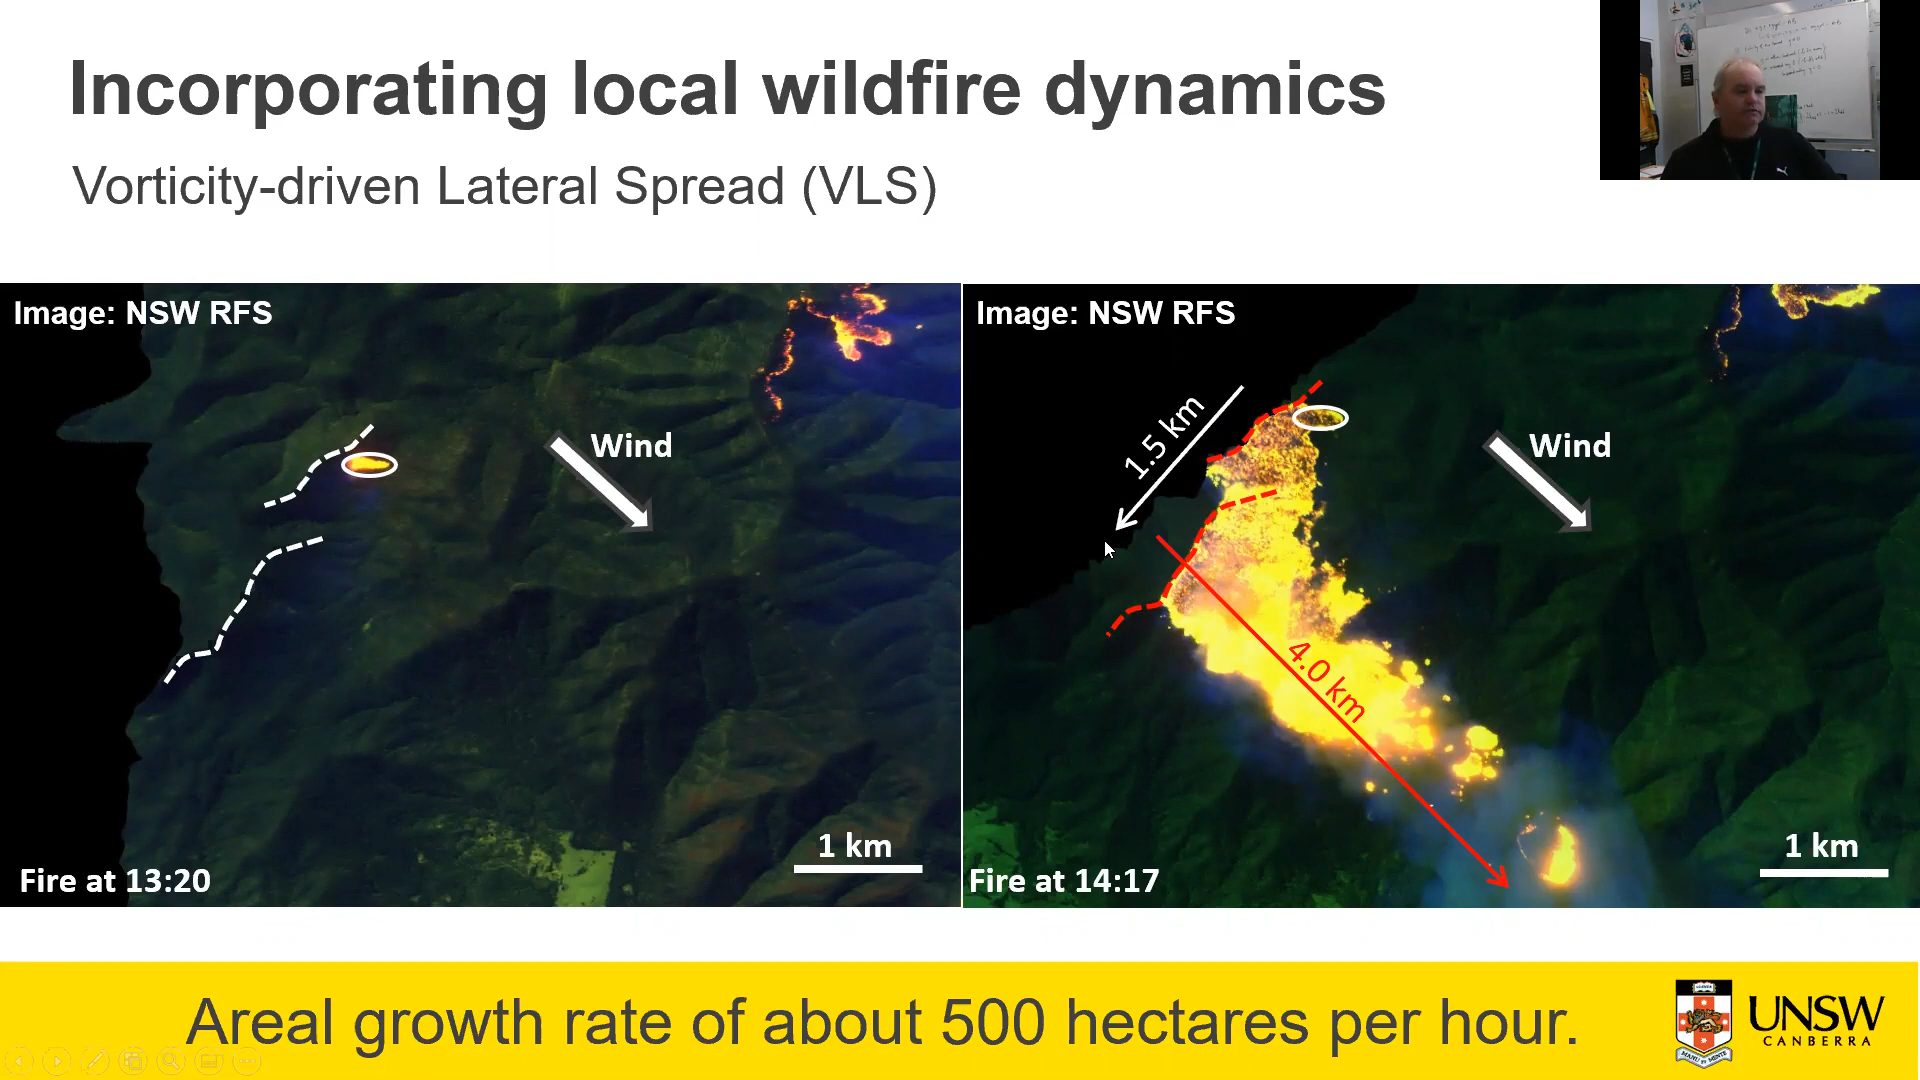 Incorporating local wildfire dynamics
Vorticity-driven Lateral Spread (VLS)
Image: NSW RFS
Wind
1 km
Fire at 13:20
Image: NSW RFS
1.5 km
Wind
4.0 km
1 km
Fire at 14:17
Areal growth rate of about 500 hectares per hour.
UNSW
CANBERRA